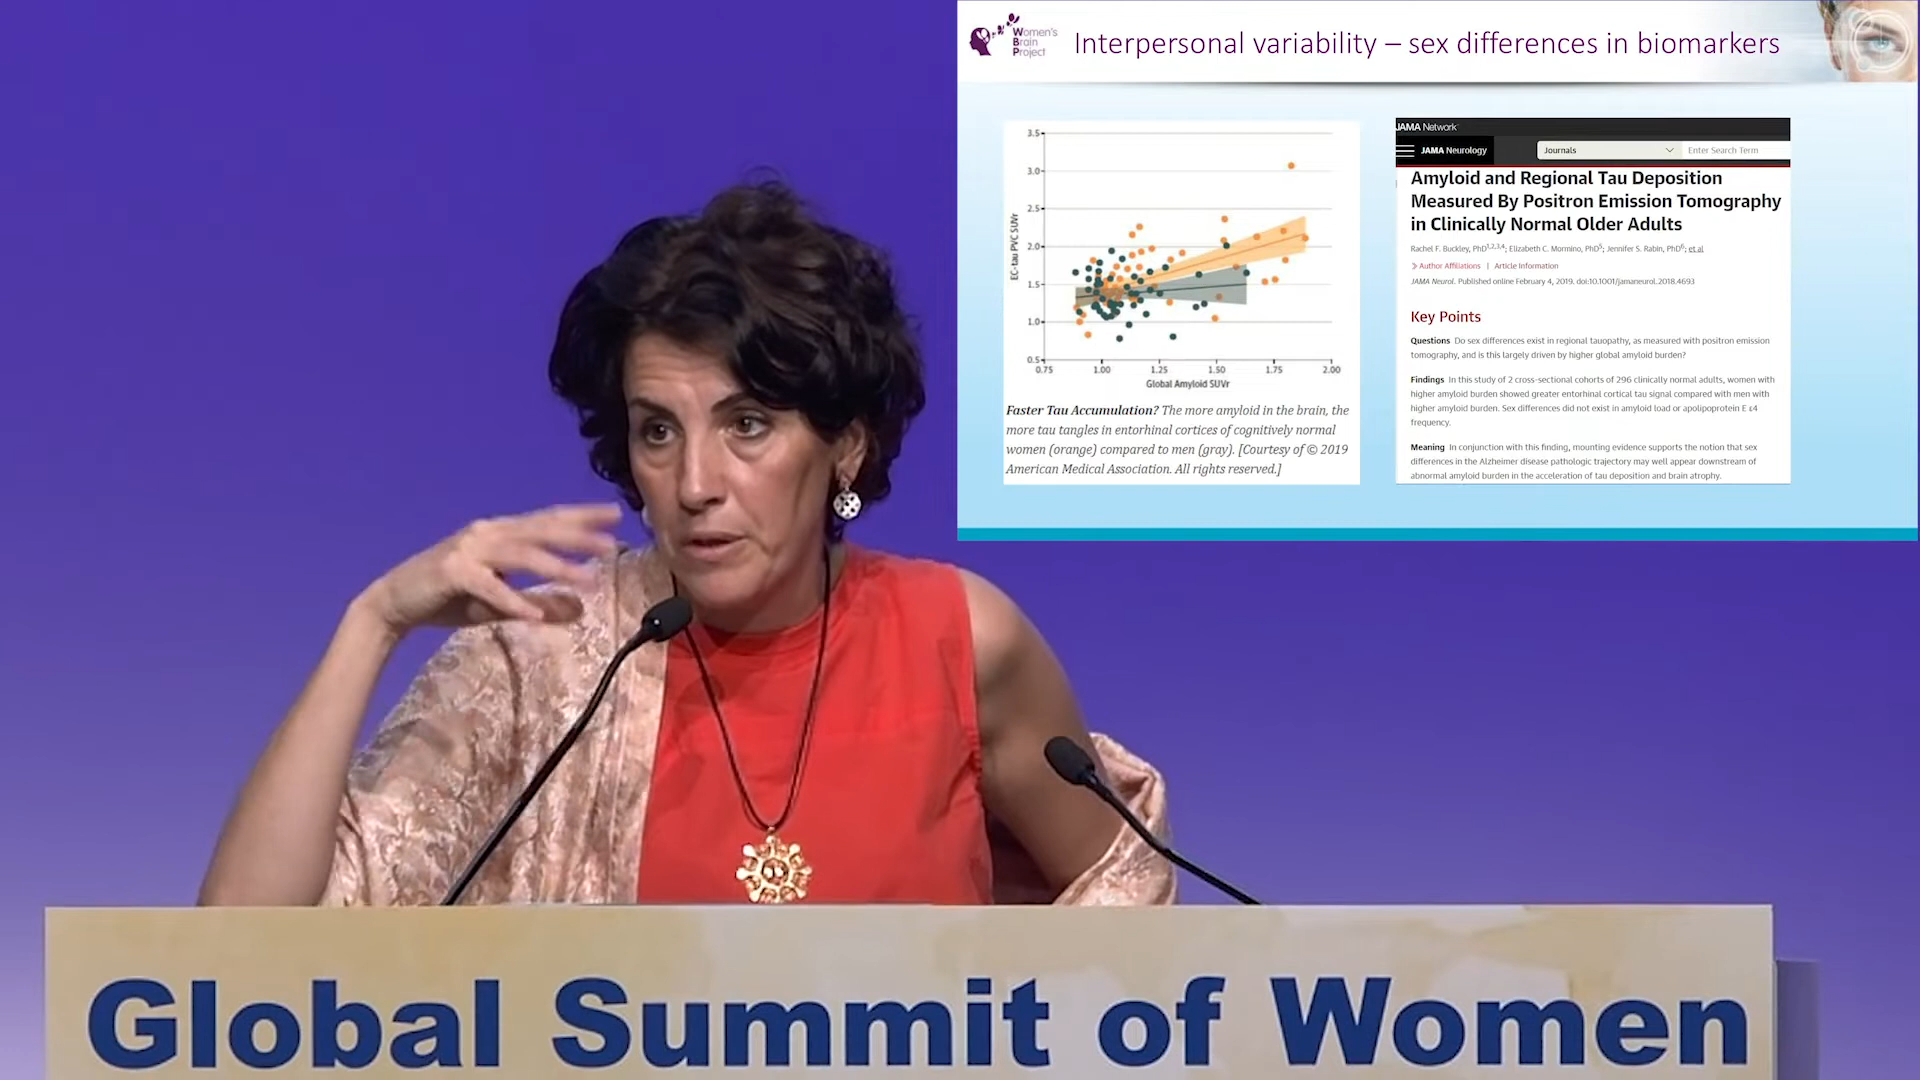 Women's
Brain
Project
Interpersonal variability – sex differences in biomarkers
3.5
3.0
2.5
2.0
1.5
1.0
0.5
EC-tau PVC SUVr
0.75 1.00 1.25 1.50 1.75 2.00
Global Amyloid SUVr
Faster Tau Accumulation? The more amyloid in the brain, the
more tau tangles in entorhinal cortices of cognitively normal
women (orange) compared to men (gray). [Courtesy of © 2019
American Medical Association. All rights reserved.]
JAMA Network
JAMA Neurology
Journals
Enter Search Term
Amyloid and Regional Tau Deposition
Measured By Positron Emission Tomography
in Clinically Normal Older Adults
Rachel F. Buckley, PhD1,2,3,4; Elizabeth C. Mormino, PhD5; Jennifer S. Rabin, PhD6; et al
Author Affiliations | Article Information
JAMA Neurol. Published online February 4, 2019. doi:10.1001/jamaneurol.2018.4693
Key Points
Questions Do sex differences exist in regional tauopathy, as measured with positron emission
tomography, and is this largely driven by higher global amyloid burden?
Findings In this study of 2 cross-sectional cohorts of 296 clinically normal adults, women with
higher amyloid burden showed greater entorhinal cortical tau signal compared with men with
higher amyloid burden. Sex differences did not exist in amyloid load or apolipoprotein E ε4
frequency.
Meaning In conjunction with this finding, mounting evidence supports the notion that sex
differences in the Alzheimer disease pathologic trajectory may well appear downstream of
abnormal amyloid burden in the acceleration of tau deposition and brain atrophy.
Global Summit of Women